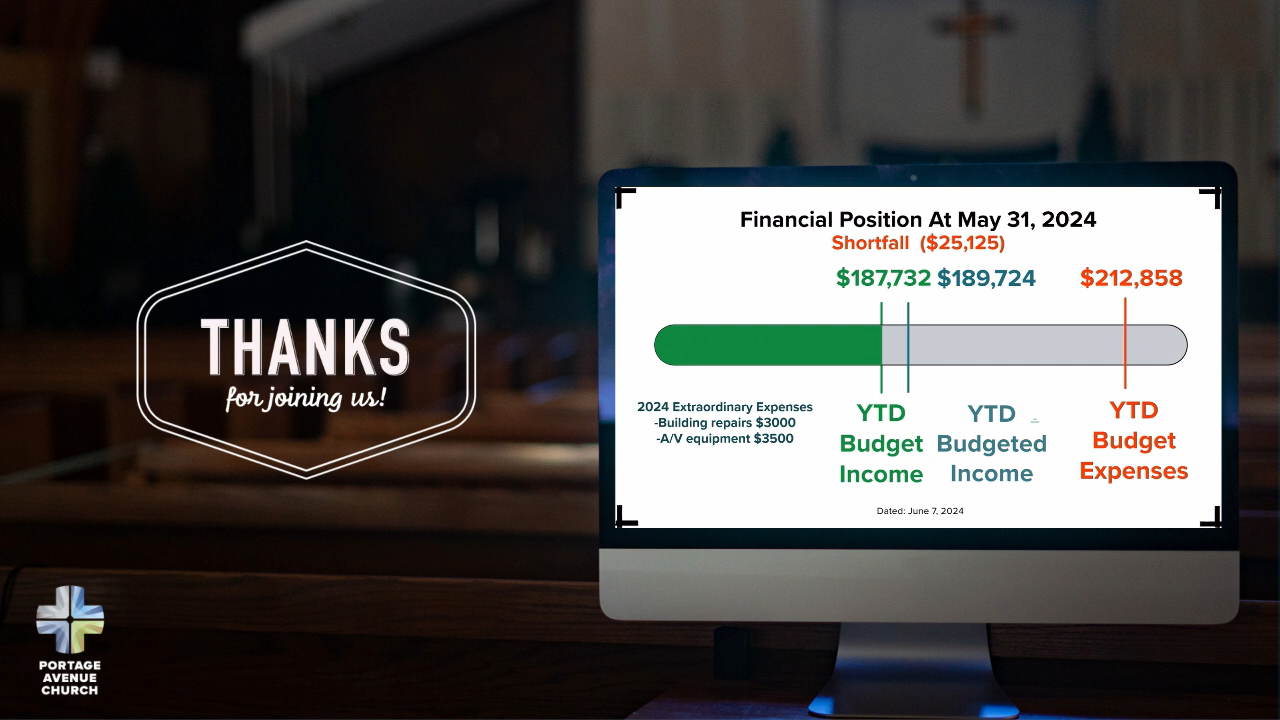 THANKS
for joining us!
PORTAGE
AVENUE
CHURCH
Financial Position At May 31, 2024
Shortfall ($25,125)
$187,732 $189,724 $212,858
2024 Extraordinary Expenses
-Building repairs $3000
-A/V equipment $3500
YTD
Budget
Income
YTD
Budgeted
Income
YTD
Budget
Expenses
Dated: June 7, 2024